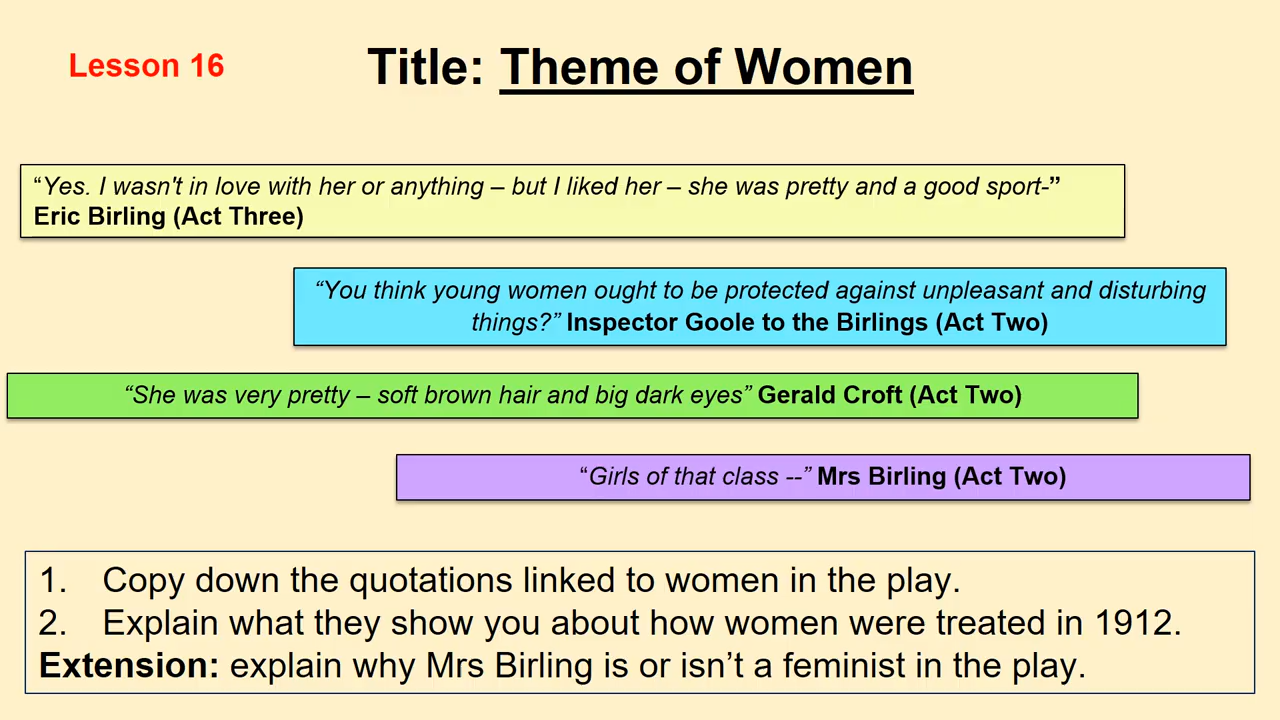 Lesson 16
Title: Theme of Women
“Yes. I wasn't in love with her or anything – but I liked her – she was pretty and a good sport-”
Eric Birling (Act Three)
“You think young women ought to be protected against unpleasant and disturbing
things?” Inspector Goole to the Birlings (Act Two)
“She was very pretty – soft brown hair and big dark eyes” Gerald Croft (Act Two)
“Girls of that class --” Mrs Birling (Act Two)
1. Copy down the quotations linked to women in the play.
2. Explain what they show you about how women were treated in 1912.
Extension: explain why Mrs Birling is or isn’t a feminist in the play.